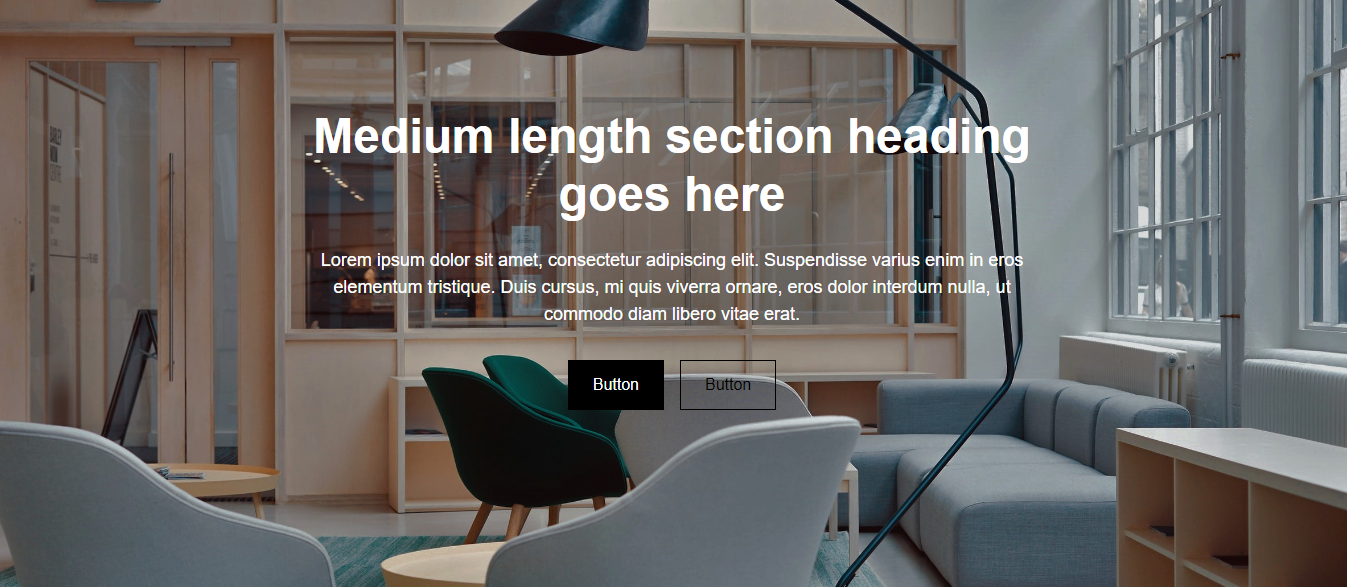 Medium length section heading
goes here
Lorem ipsum dolor sit amet, consectetur adipiscing elit. Suspendisse varius enim in eros
elementum tristique. Duis cursus, mi quis viverra ornare, eros dolor interdum nulla, ut
commodo diam libero vitae erat.
Button Button